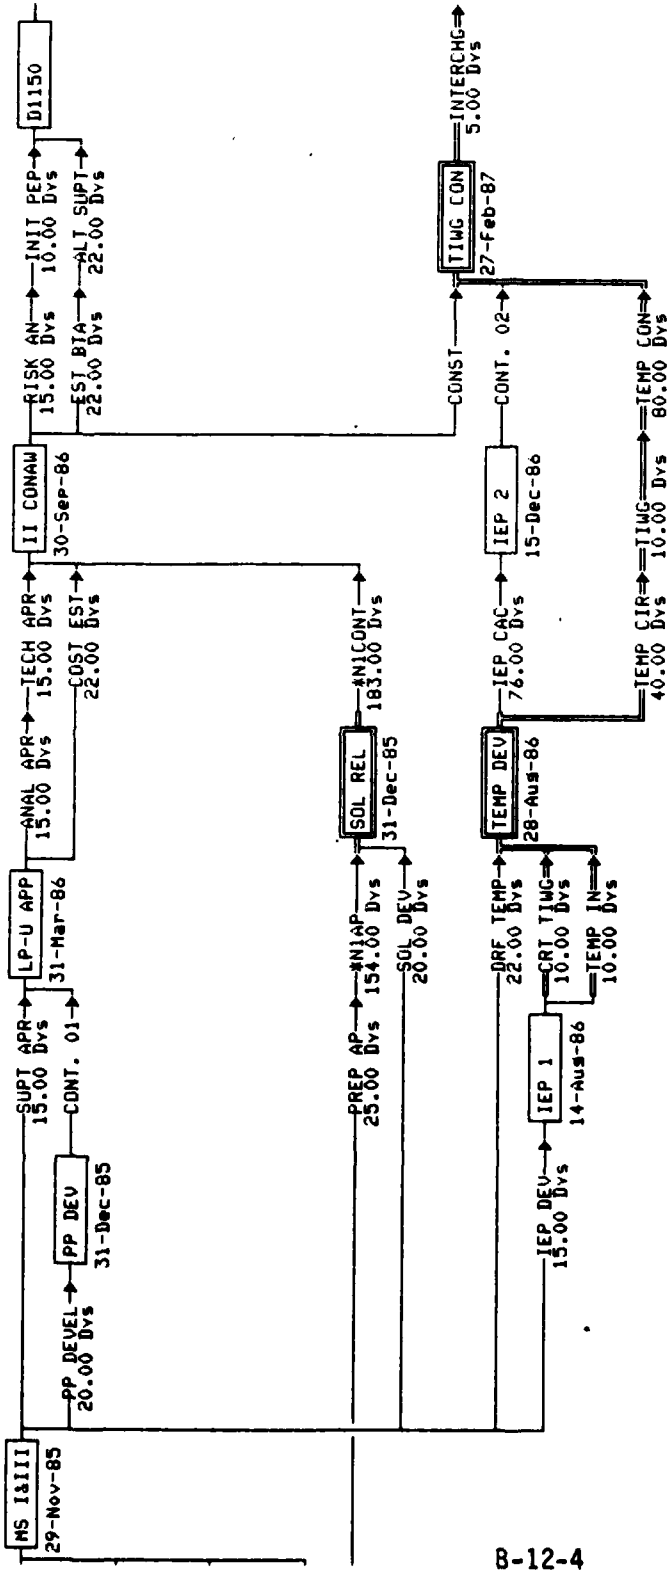 MS I&III
29-Nov-85
SUPT APR
15.00 Dys
PP DEVEL
20.00 Dys
PP DEV
31-Dec-85
CONT. 01
LP-U APP
31-Mar-86
ANAL APR
15.00 Dys
TECH APR
15.00 Dys
COST EST
22.00 Dys
II CONAW
30-Sep-86
RISK AN
15.00 Dys
INIT PEP
10.00 Dys
EST BTA
22.00 Dys
ALT SUPT
22.00 Dys
D1150
PREP AP
25.00 Dys
*N1AP
154.00 Dys
SOL DEV
20.00 Dys
SOL REL
31-Dec-85
*N1CONT
183.00 Dys
CONST
IEP DEV
15.00 Dys
IEP 1
14-Aug-86
DRF TEMP
22.00 Dys
CRT TIWG
10.00 Dys
TEMP IN
10.00 Dys
TEMP DEV
28-Aug-86
IEP CAC
76.00 Dys
IEP 2
15-Dec-86
CONT. 02
TEMP CIR
40.00 Dys
TIWG
10.00 Dys
TEMP CON
80.00 Dys
TIWG CON
27-Feb-87
INTERCHG
5.00 Dys
B-12-4